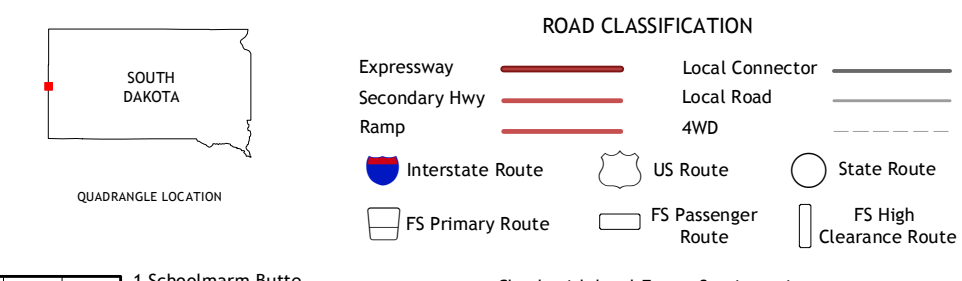 SOUTH
DAKOTA
QUADRANGLE LOCATION
ROAD CLASSIFICATION
Expressway
Local Connector
Secondary Hwy
Local Road
Ramp
4WD
Interstate Route
US Route
State Route
FS Primary Route
FS Passenger
Route
FS High
Clearance Route
1 Schoolmarm Butte